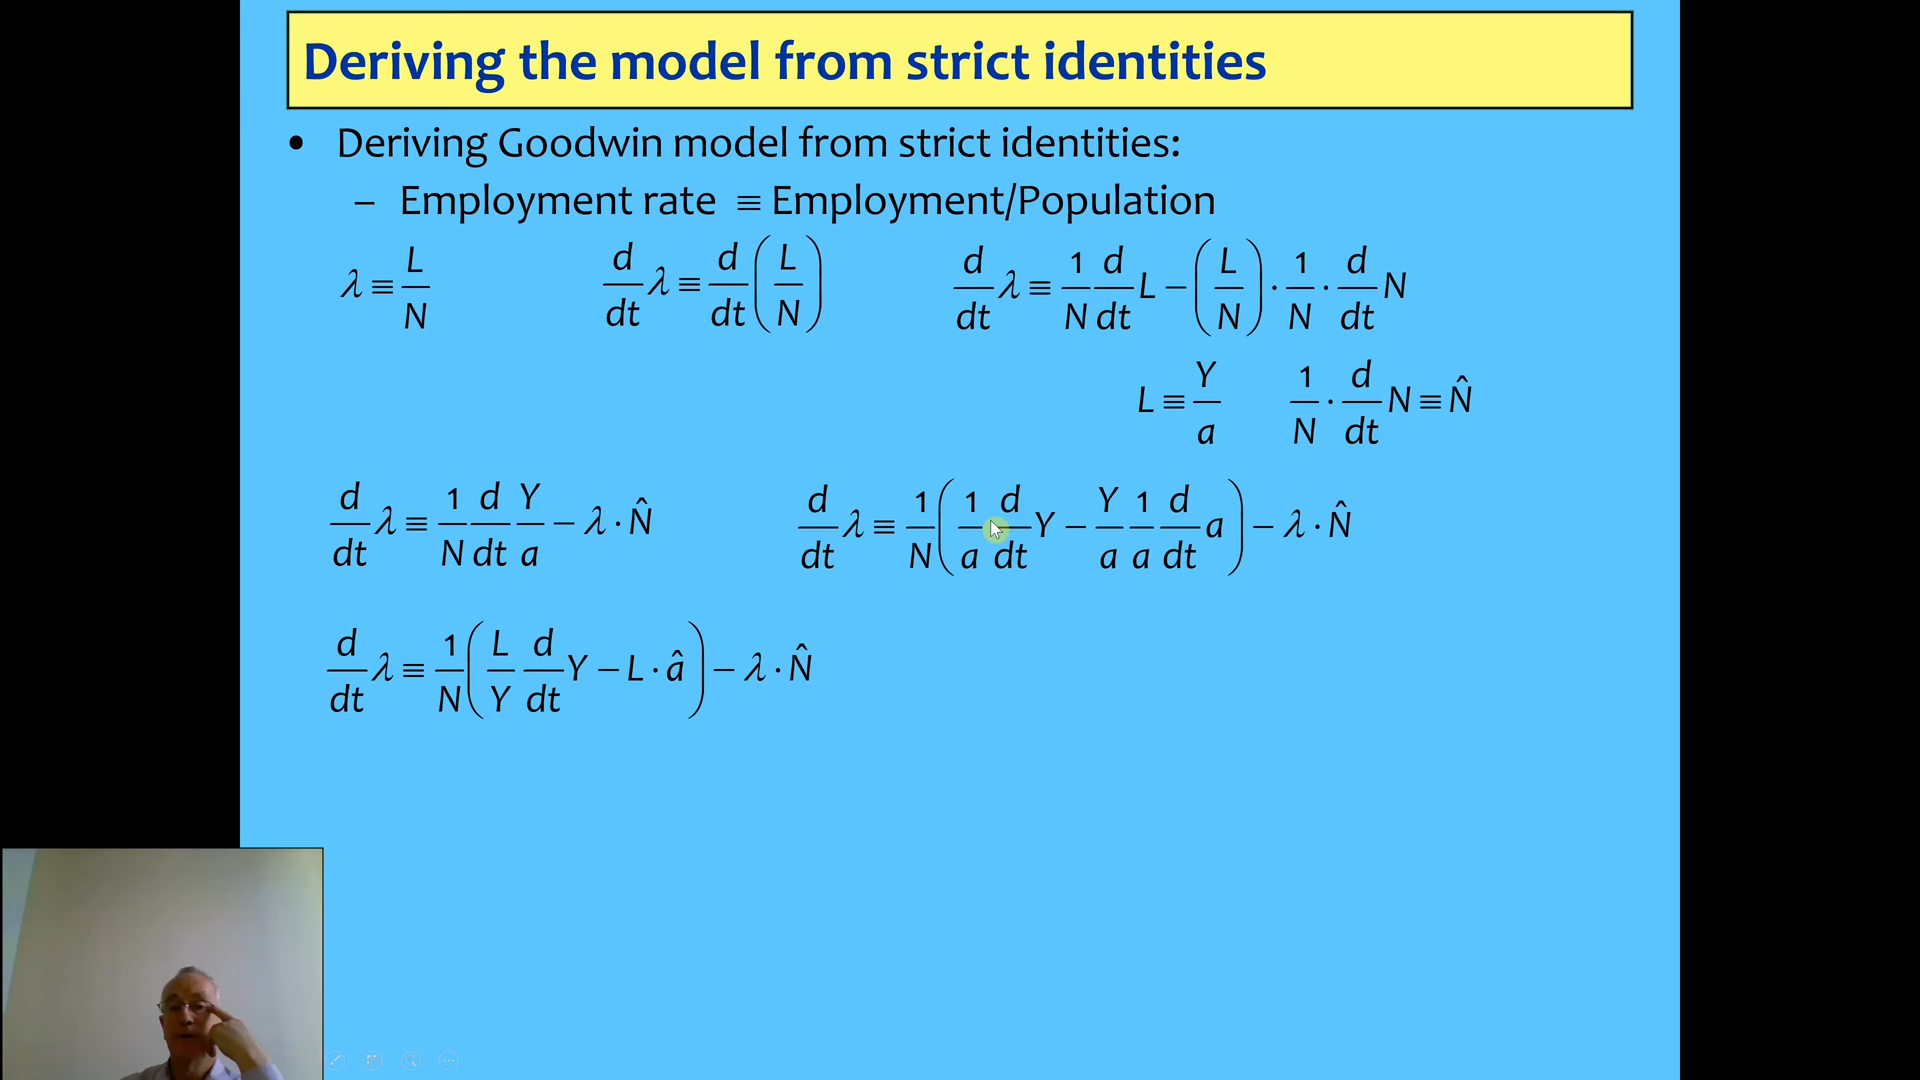 Deriving the model from strict identities
• Deriving Goodwin model from strict identities:
– Employment rate ≡ Employment/Population
λ ≡ L/N    d/dt λ ≡ d/dt (L/N)    d/dt λ ≡ 1/N d/dt L − (L/N) · 1/N · d/dt N
L ≡ Y/a    1/N · d/dt N ≡ N̂
d/dt λ ≡ 1/N d/dt Y/a − λ · N̂    d/dt λ ≡ 1/N (1/a d/dt Y − Y/a 1/a d/dt a) − λ · N̂
d/dt λ ≡ 1/N (L/Y d/dt Y − L · â) − λ · N̂